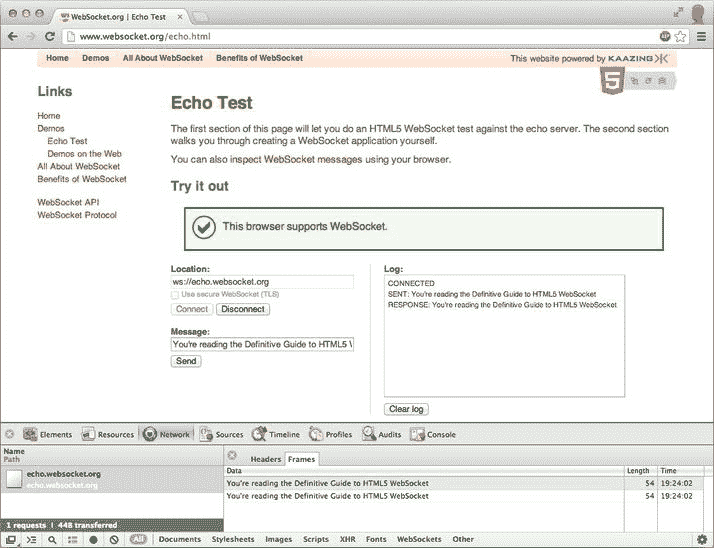 WebSocket.org | Echo Test
www.websocket.org/echo.html
ABP
Home Demos All About WebSocket Benefits of WebSocket
This website powered by KAAZING
5
Links
Home
Demos
Echo Test
Demos on the Web
All About WebSocket
Benefits of WebSocket
WebSocket API
WebSocket Protocol
Echo Test
The first section of this page will let you do an HTML5 WebSocket test against the echo server. The second section
walks you through creating a WebSocket application yourself.
You can also inspect WebSocket messages using your browser.
Try it out
This browser supports WebSocket.
Location:
ws://echo.websocket.org
Use secure WebSocket (TLS)
Connect Disconnect
Message:
You're reading the Definitive Guide to HTML5 W
Send
Log:
CONNECTED
SENT: You're reading the Definitive Guide to HTML5 WebSocket
RESPONSE: You're reading the Definitive Guide to HTML5 WebSocket
Clear log
Elements Resources Network Sources Timeline Profiles Audits Console
Name
Path
echo.websocket.org
echo.websocket.org
Headers Frames
Data Length Time
You're reading the Definitive Guide to HTML5 WebSocket 54 19:24:02
You're reading the Definitive Guide to HTML5 WebSocket 54 19:24:02
1 requests | 44B transferred
All Documents Stylesheets Images Scripts XHR Fonts WebSockets Other